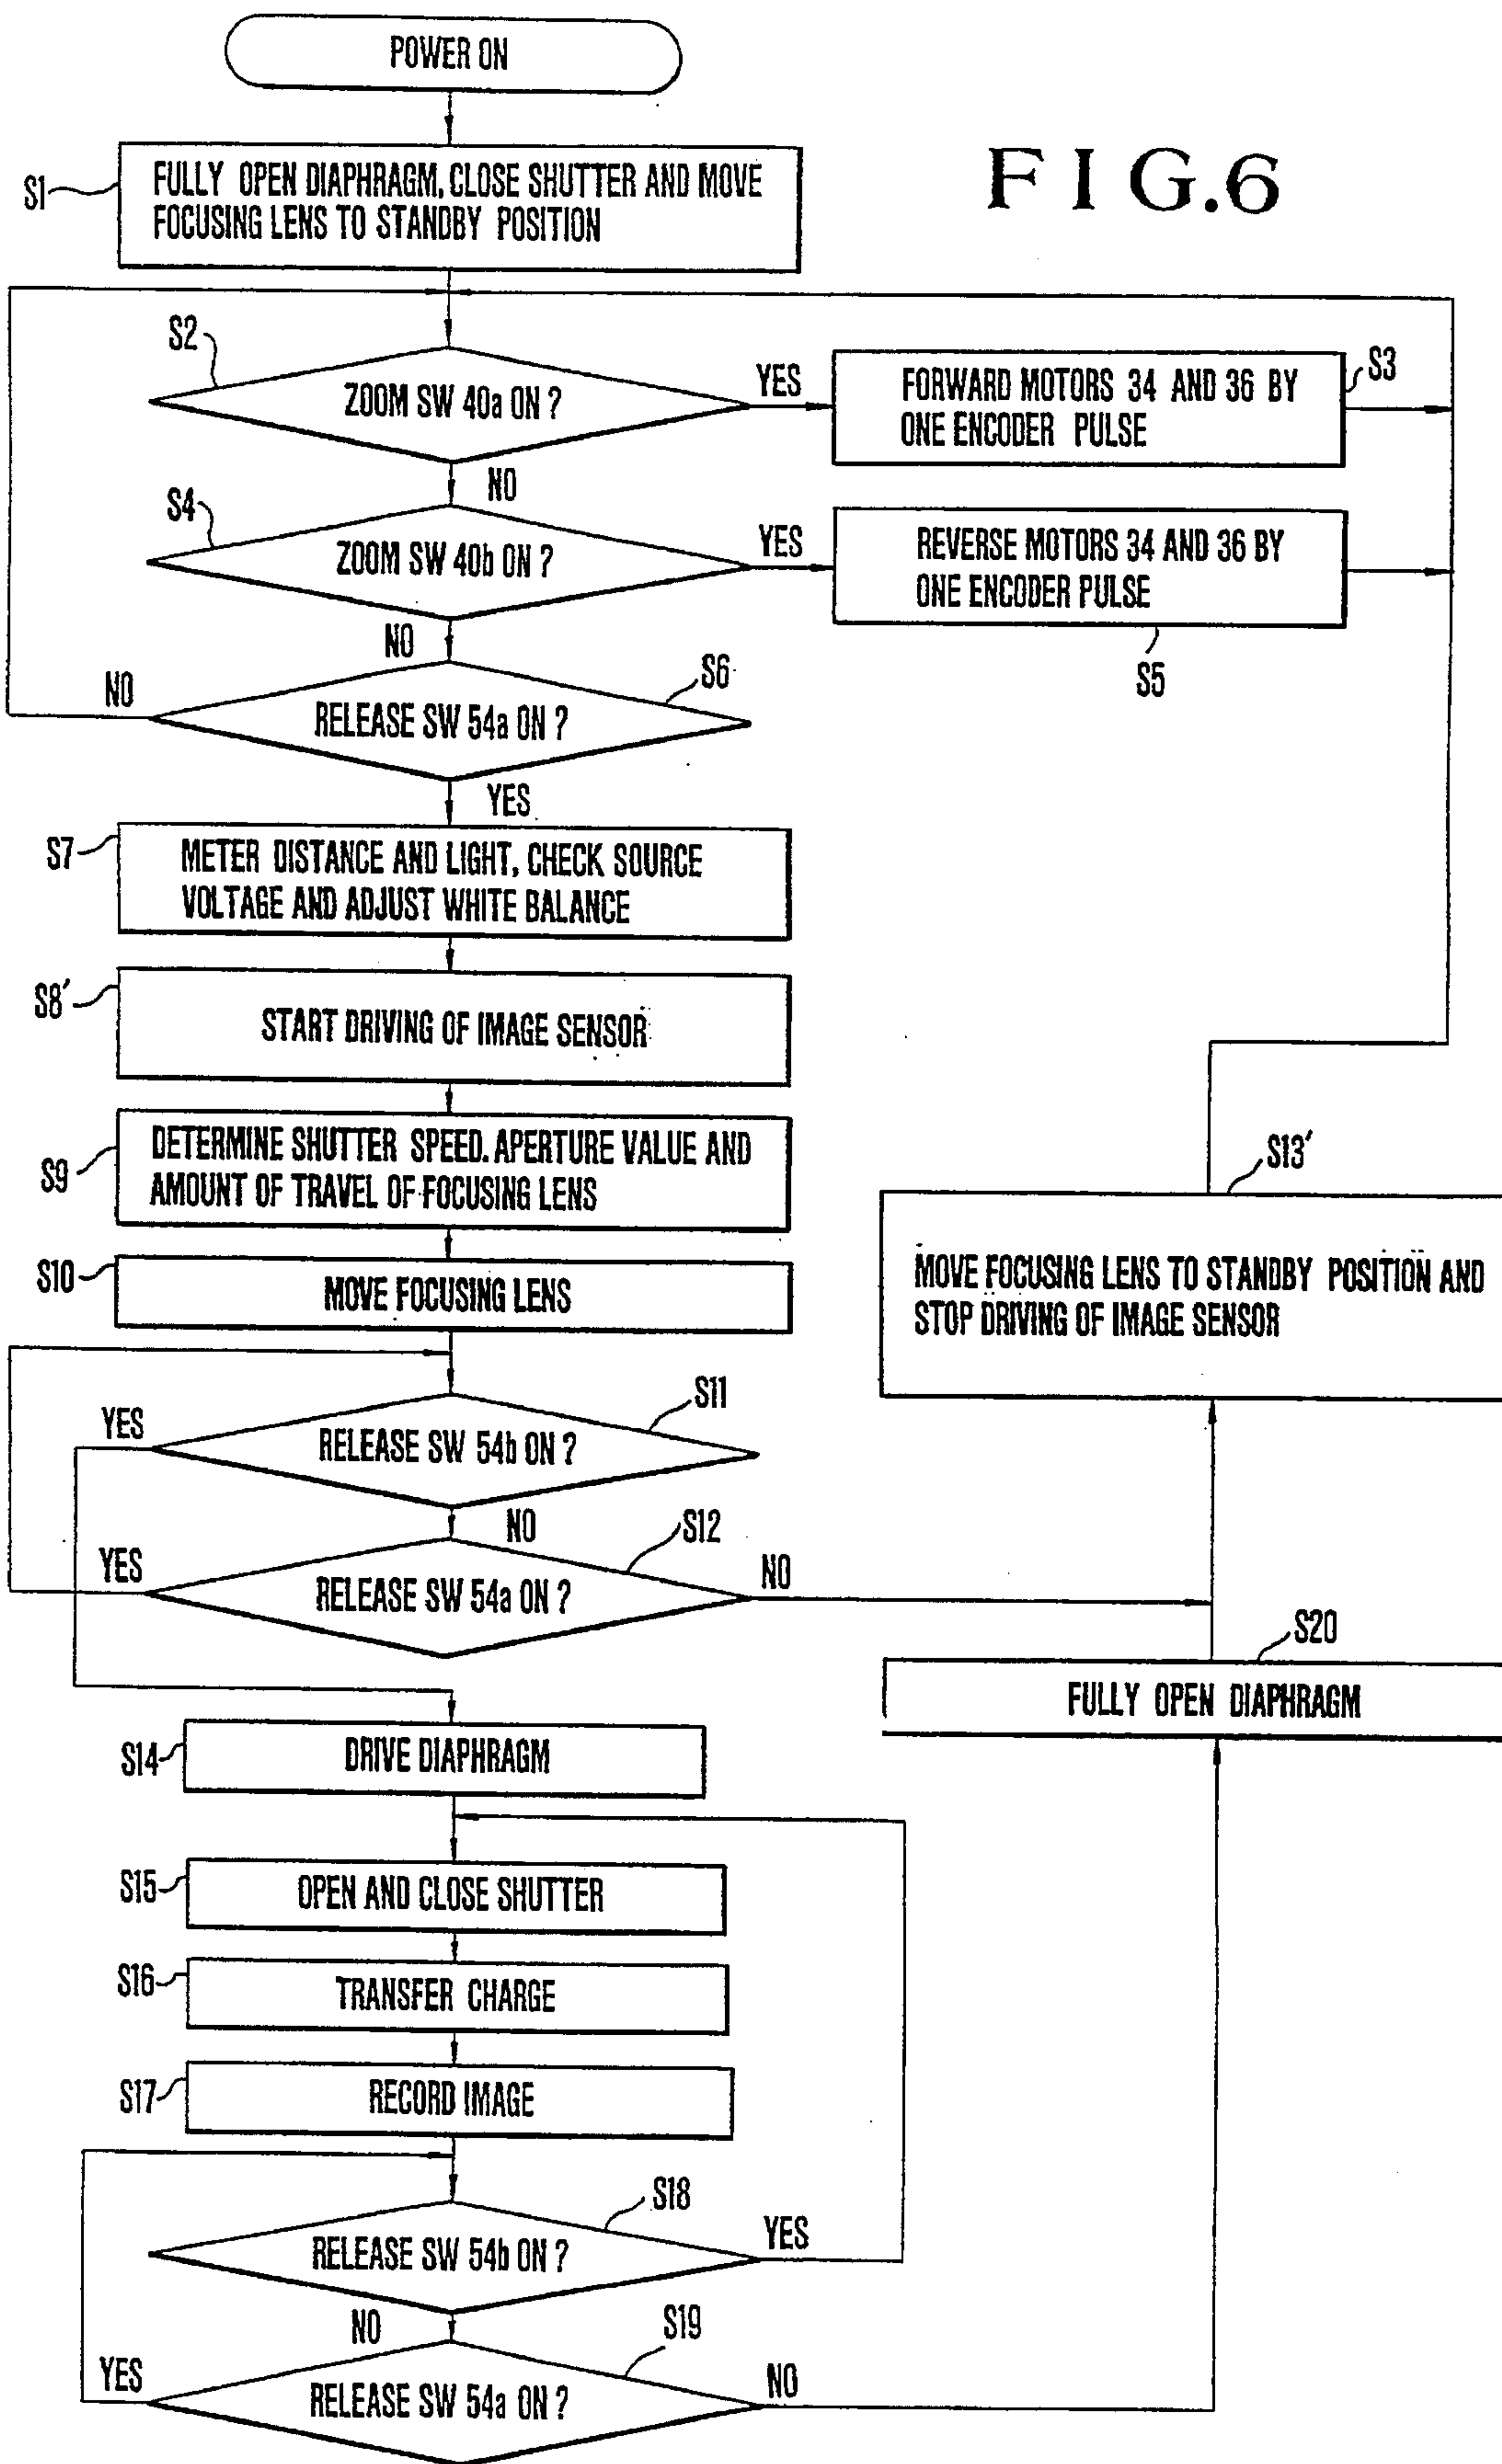 POWER ON
FIG.6
S1
FULLY OPEN DIAPHRAGM, CLOSE SHUTTER AND MOVE
FOCUSING LENS TO STANDBY POSITION
S2
ZOOM SW 40a ON ?
YES
FORWARD MOTORS 34 AND 36 BY
ONE ENCODER PULSE
S3
NO
S4
ZOOM SW 40b ON ?
YES
REVERSE MOTORS 34 AND 36 BY
ONE ENCODER PULSE
S5
NO
NO
S6
RELEASE SW 54a ON ?
YES
S7
METER DISTANCE AND LIGHT, CHECK SOURCE
VOLTAGE AND ADJUST WHITE BALANCE
S8'
START DRIVING OF IMAGE SENSOR
S9
DETERMINE SHUTTER SPEED. APERTURE VALUE AND
AMOUNT OF TRAVEL OF FOCUSING LENS
S13'
MOVE FOCUSING LENS TO STANDBY POSITION AND
STOP DRIVING OF IMAGE SENSOR
S10
MOVE FOCUSING LENS
S11
YES
RELEASE SW 54b ON ?
NO
S12
YES
RELEASE SW 54a ON ?
NO
S20
FULLY OPEN DIAPHRAGM
S14
DRIVE DIAPHRAGM
S15
OPEN AND CLOSE SHUTTER
S16
TRANSFER CHARGE
S17
RECORD IMAGE
S18
RELEASE SW 54b ON ?
YES
NO
S19
YES
RELEASE SW 54a ON ?
NO